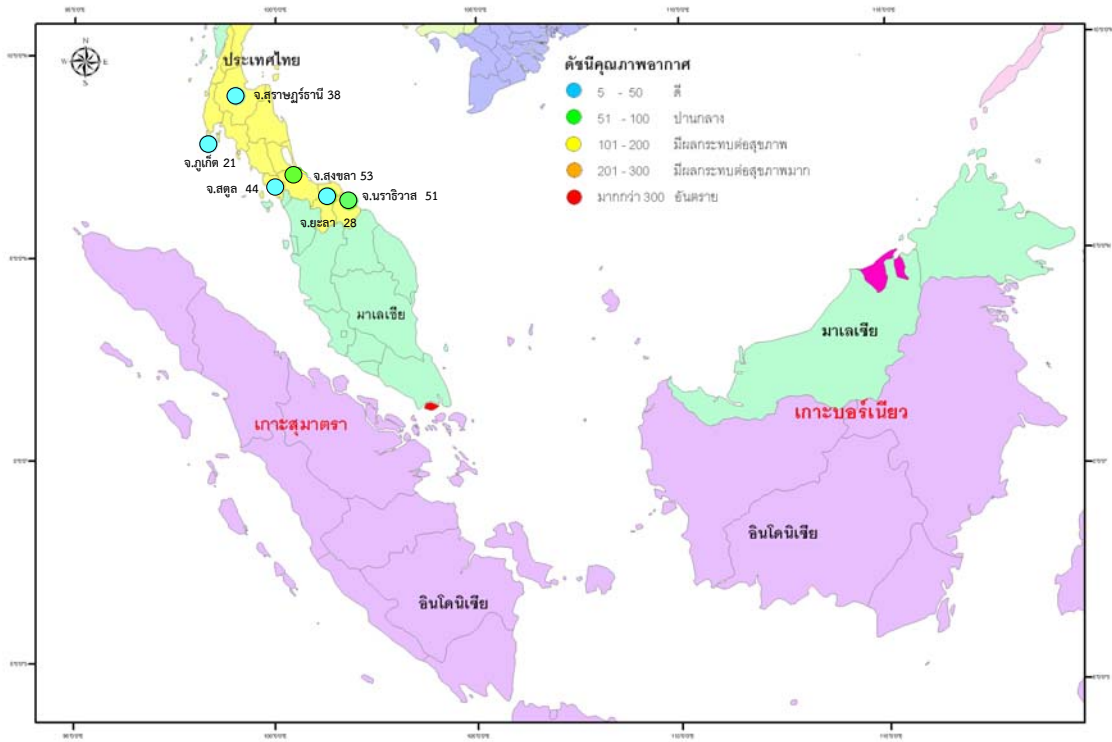 N
E
S
ประเทศไทย
จ.สุราษฎร์ธานี 38
จ.ภูเก็ต 21
จ.สงขลา 53
จ.สตูล 44
จ.นราธิวาส 51
จ.ยะลา 28
ดัชนีคุณภาพอากาศ
5 - 50 ดี
51 - 100 ปานกลาง
101 - 200 มีผลกระทบต่อสุขภาพ
201 - 300 มีผลกระทบต่อสุขภาพมาก
มากกว่า 300 อันตราย
มาเลเซีย
มาเลเซีย
เกาะสุมาตรา
เกาะบอร์เนียว
อินโดนิเซีย
อินโดนิเซีย